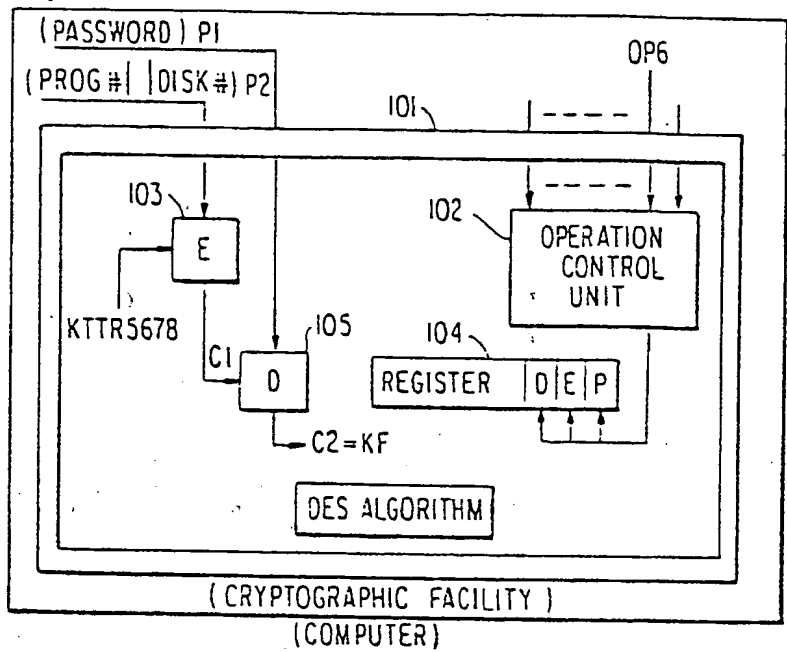 (PASSWORD) P1
(PROG #| |DISK #) P2
OP6
101
103
E
102
OPERATION
CONTROL
UNIT
KTTR5678
C1
105
D
104
REGISTER |D|E|P
C2=KF
DES ALGORITHM
(CRYPTOGRAPHIC FACILITY)
(COMPUTER)